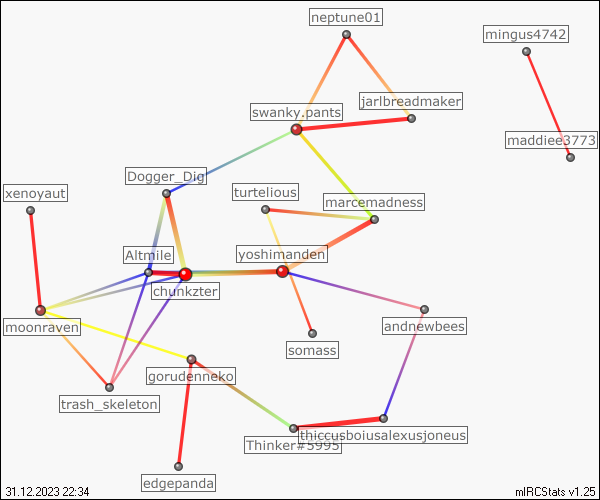 neptune01
mingus4742
jarlbreadmaker
swanky.pants
maddiee3773
Dogger_Dig
xenoyaut
turtelious
marcemadness
Altmile
yoshimanden
chunkzter
moonraven
andnewbees
somass
gorudenneko
trash_skeleton
thiccusboiusalexusjoneus
Thinker#5995
edgepanda
31.12.2023 22:34
mIRCStats v1.25